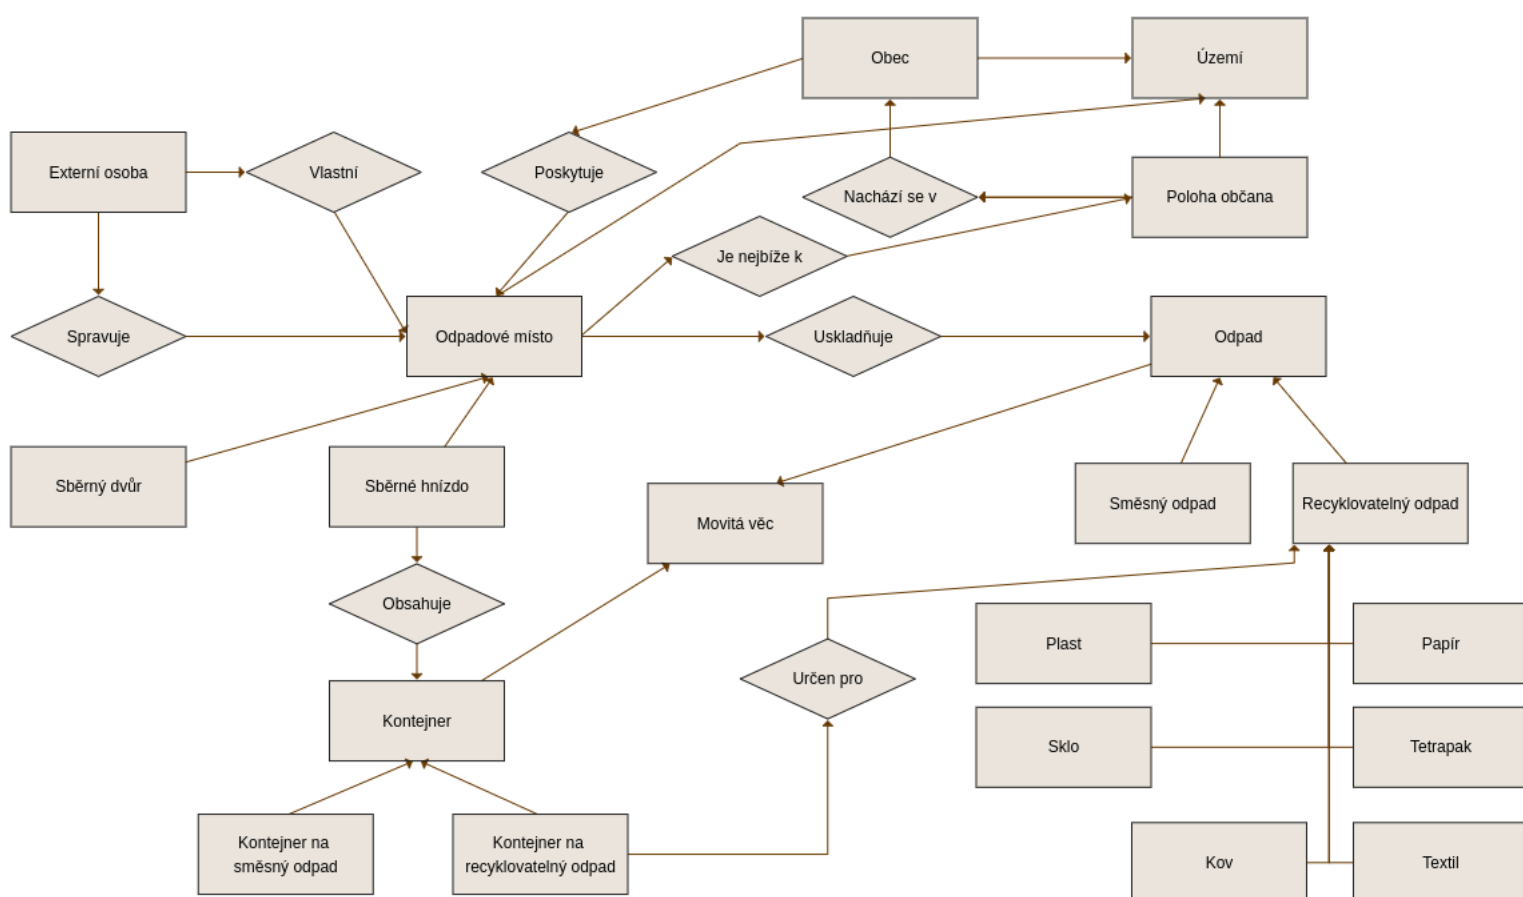 Obec
Území
Externí osoba
Vlastní
Poskytuje
Nachází se v
Poloha občana
Je nejbíže k
Spravuje
Odpadové místo
Uskladňuje
Odpad
Sběrný dvůr
Sběrné hnízdo
Movitá věc
Směsný odpad
Recyklovatelný odpad
Obsahuje
Plast
Papír
Určen pro
Kontejner
Sklo
Tetrapak
Kontejner na
směsný odpad
Kontejner na
recyklovatelný odpad
Kov
Textil